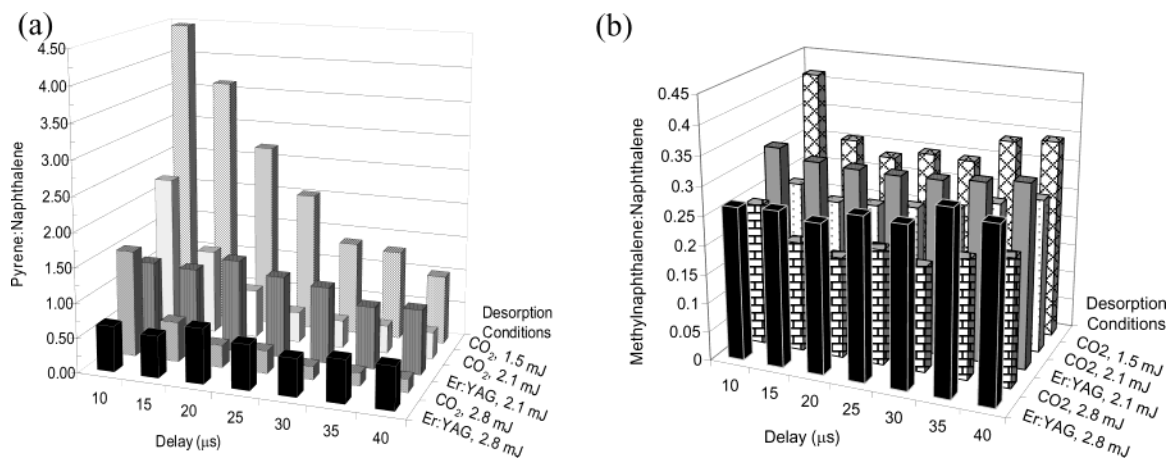 (a)
4.50
4.00
3.50
3.00
2.50
2.00
1.50
1.00
0.50
0.00
Pyrene:Naphthalene
10
15
20
25
30
35
40
Delay (μs)
Desorption
Conditions
CO₂, 1.5 mJ
CO₂, 2.1 mJ
Er:YAG, 2.1 mJ
CO₂, 2.8 mJ
Er:YAG, 2.8 mJ
(b)
0.45
0.4
0.35
0.3
0.25
0.2
0.15
0.1
0.05
0
Methylnaphthalene:Naphthalene
10
15
20
25
30
35
40
Delay (μs)
Desorption
Conditions
CO2, 1.5 mJ
CO2, 2.1 mJ
Er:YAG, 2.1 mJ
CO2, 2.8 mJ
Er:YAG, 2.8 mJ